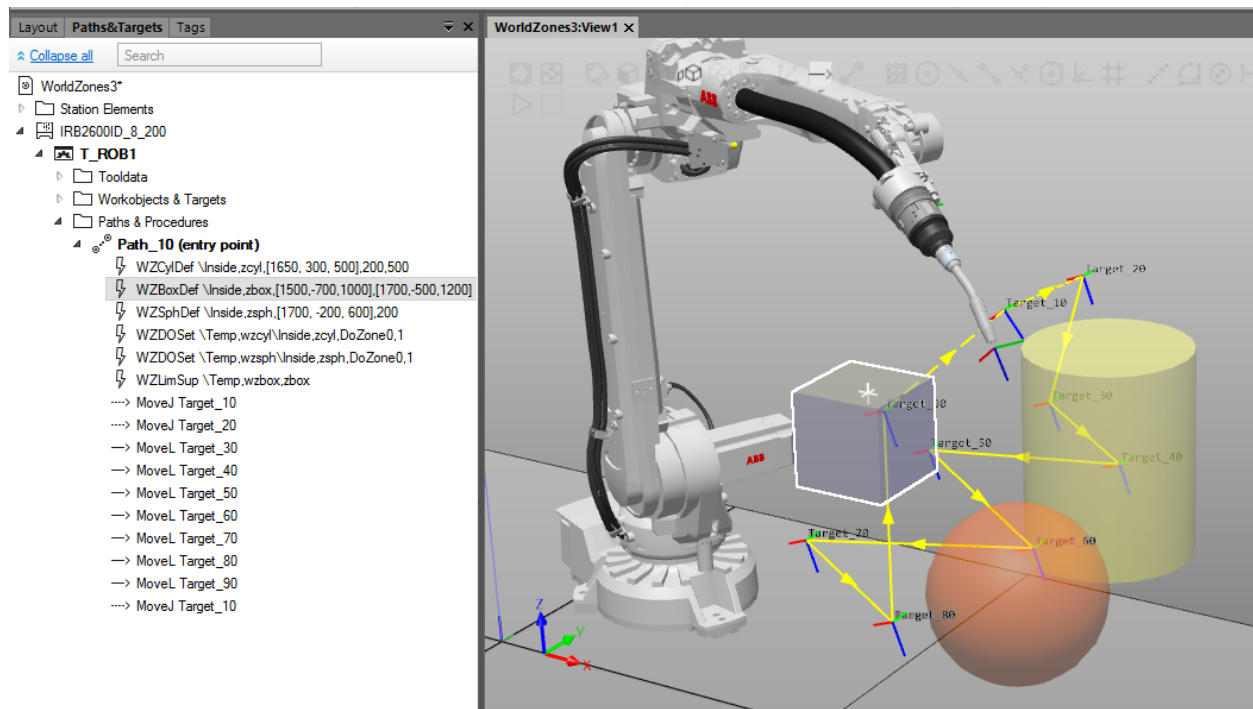 Layout Paths&Targets Tags
WorldZones3:View1
Collapse all Search
WorldZones3*
Station Elements
IRB2600ID_8_200
T_ROB1
Tooldata
Workobjects & Targets
Paths & Procedures
Path_10 (entry point)
WZCylDef \Inside,zcyl,[1650, 300, 500],200,500
WZBoxDef \Inside,zbox,[1500,-700,1000],[1700,-500,1200]
WZSphDef \Inside,zsph,[1700, -200, 600],200
WZDOSet \Temp,wzcyl\Inside,zcyl,DoZone0,1
WZDOSet \Temp,wzsph\Inside,zsph,DoZone0,1
WZLimSup \Temp,wzbox,zbox
MoveJ Target_10
MoveJ Target_20
MoveL Target_30
MoveL Target_40
MoveL Target_50
MoveL Target_60
MoveL Target_70
MoveL Target_80
MoveL Target_90
MoveJ Target_10
ABB
Target_20
Target_10
Target_30
Target_50
Target_40
ABB
Target_70
Target_60
Target_80
Z
Y
X